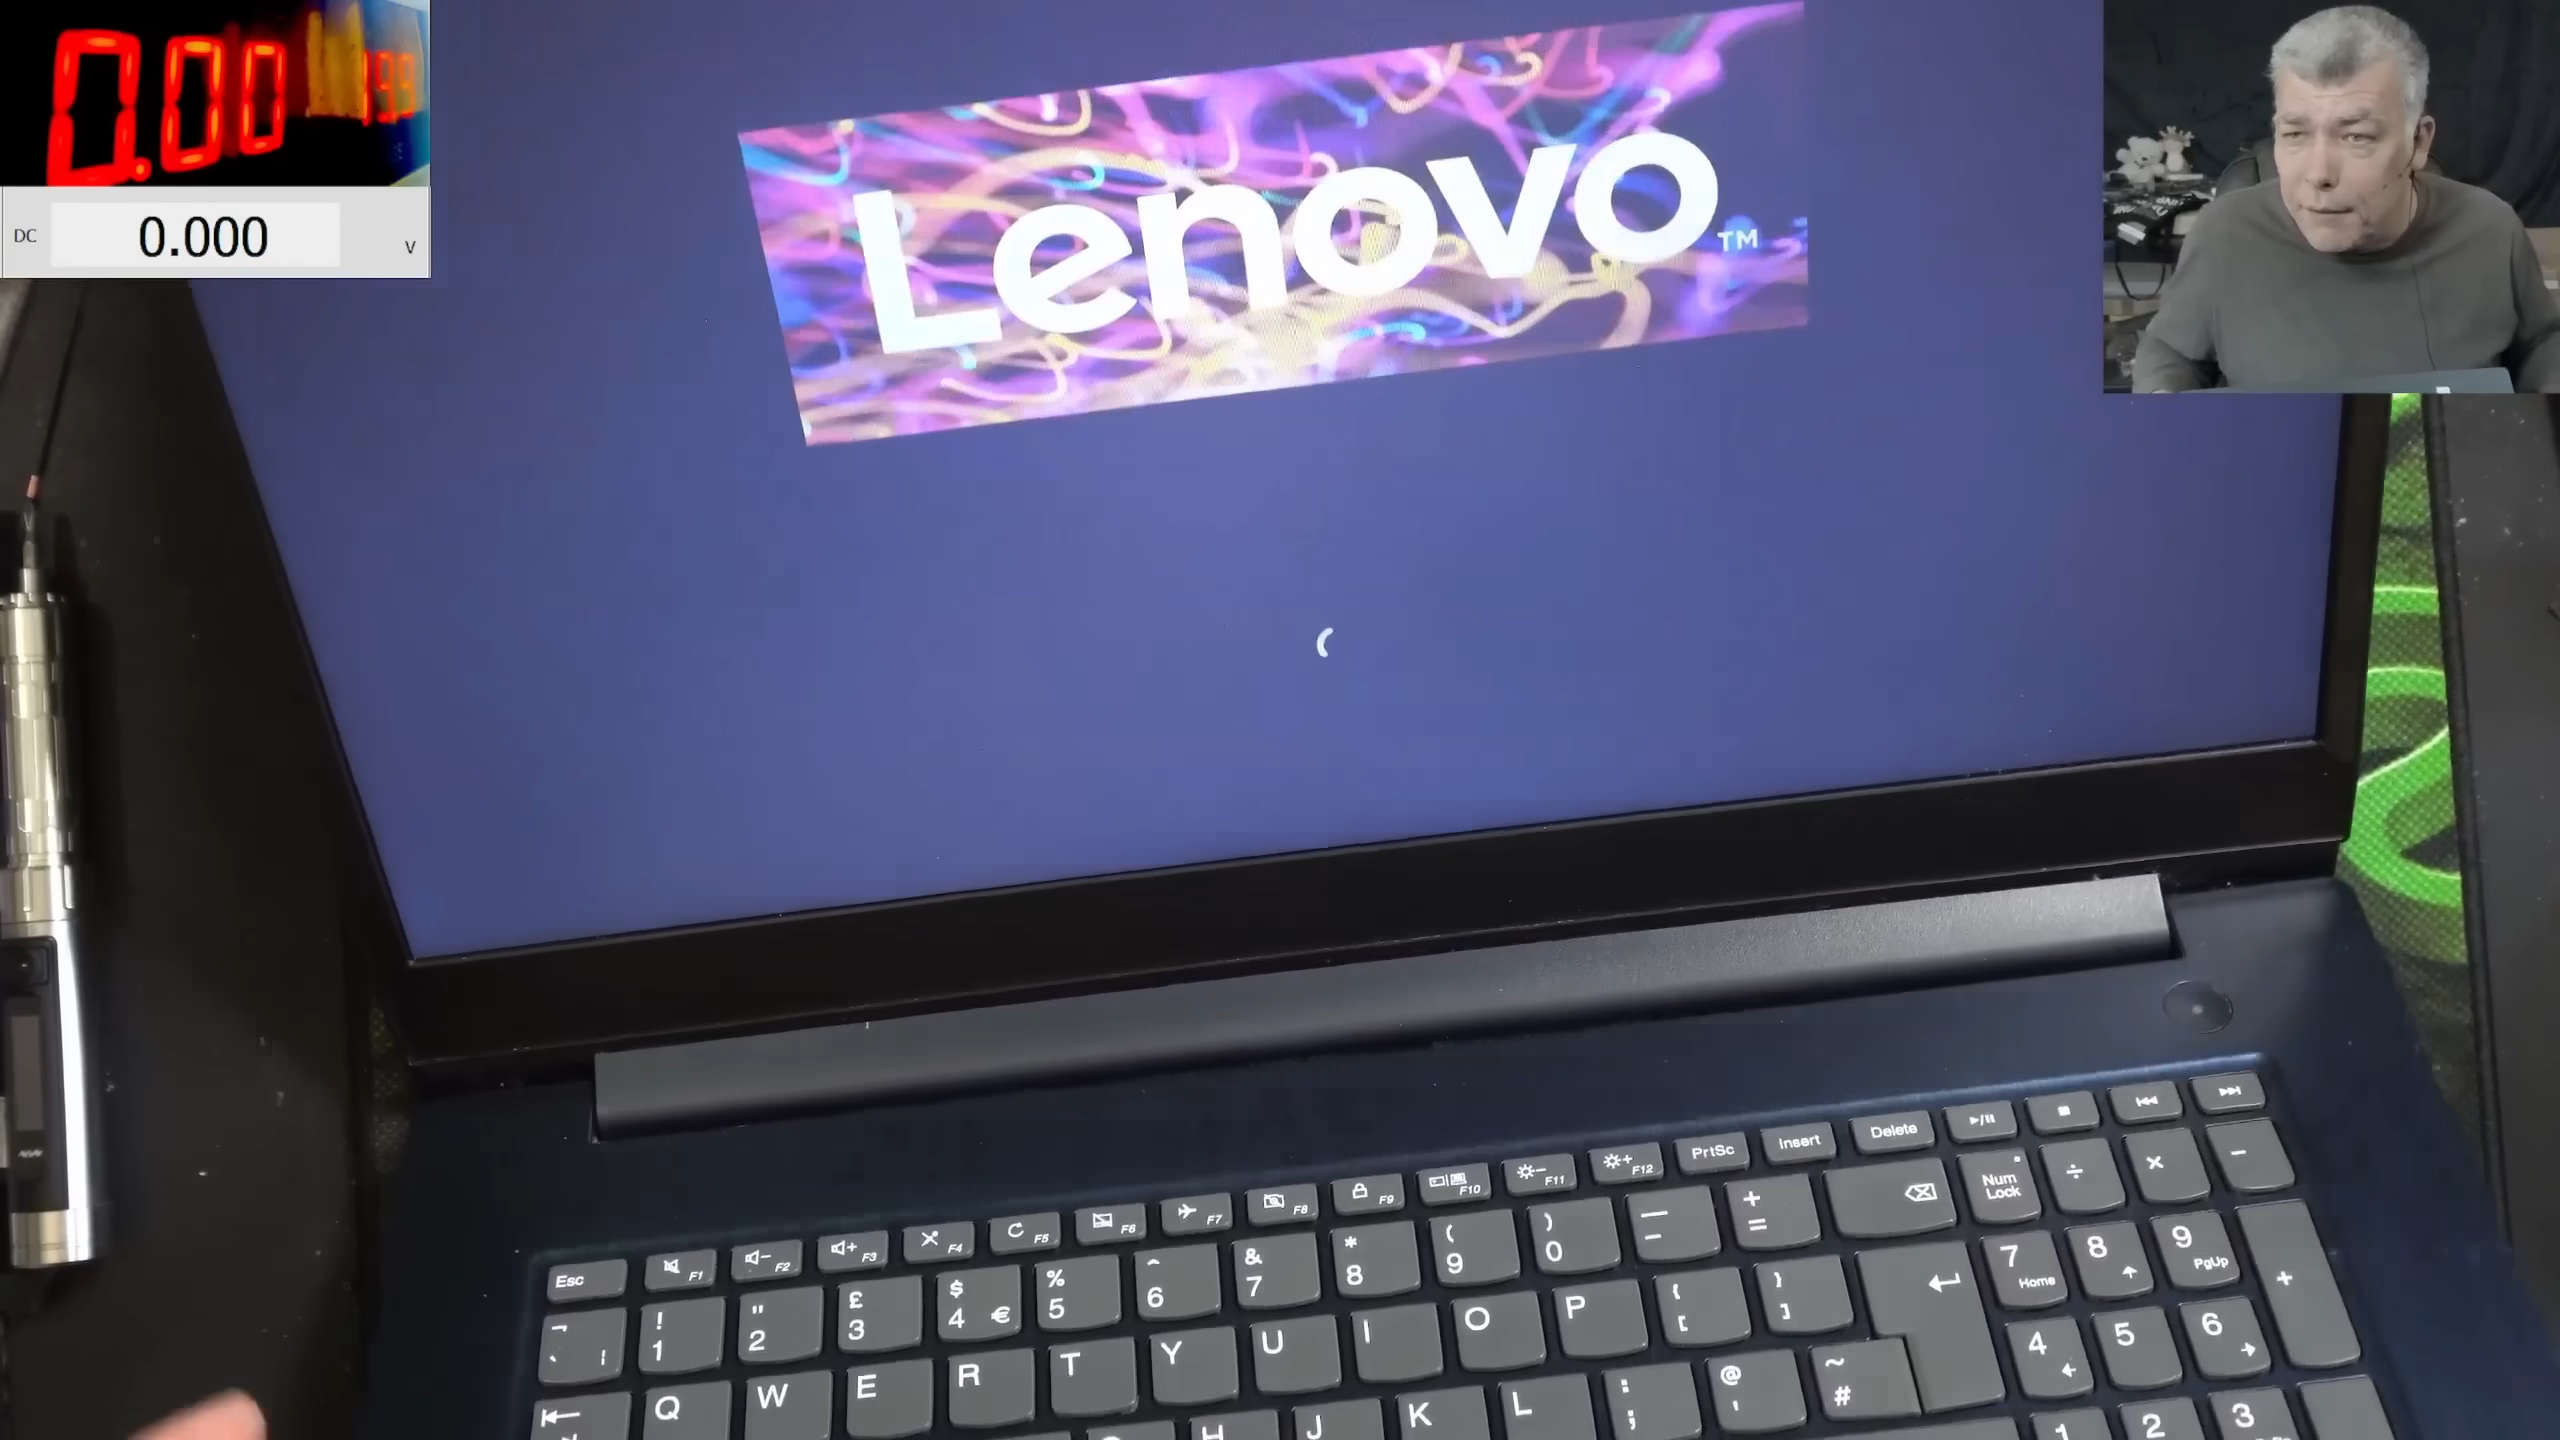 0.00
199
DC 0.000 V
Lenovo™
Esc F1 F2 F3 F4 F5 F6 F7 F8 F9 F10 F11 F12 PrtSc Insert Delete
¬ ` ¦ ! 1 " 2 £ 3 $ 4 € % 5 ^ 6 & 7 * 8 ( 9 ) 0 — - + = Num Lock ÷ × −
Q W E R T Y U I O P { [ } ] 7 Home 8 9 PgUp +
H J K L : ; @ ' ~ # 4 5 6
1 2 3